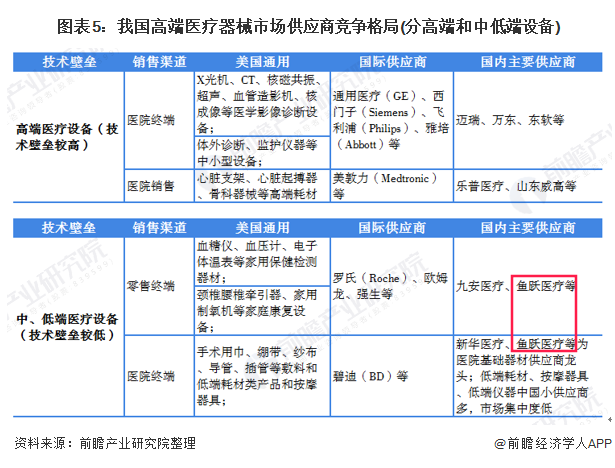 图表5：我国高端医疗器械市场供应商竞争格局(分高端和中低端设备)
技术壁垒 销售渠道 美国通用 国际供应商 国内主要供应商
高端医疗设备（技
术壁垒较高）
医院终端
X光机、CT、核磁共振、
超声、血管造影机、核
成像等医学影像诊断设
备；
体外诊断、监护仪器等
中小型设备；
通用医疗（GE）、西
门子（Siemens）、飞
利浦（Philips）、雅培
（Abbott）等
迈瑞、万东、东软等
医院销售
心脏支架、心脏起搏器
、骨科器械等高端耗材
美敦力（Medtronic）
等
乐普医疗、山东威高等
技术壁垒 销售渠道 美国通用 国际供应商 国内主要供应商
中、低端医疗设备
（技术壁垒较低）
零售终端
血糖仪、血压计、电子
体温表等家用保健检测
器材；
颈椎腰椎牵引器、家用
制氧机等家庭康复设
备；
罗氏（Roche）、欧姆
龙、强生等
九安医疗、鱼跃医疗等
医院终端
手术用巾、绷带、纱布
、导管、插管等敷料和
低端耗材类产品和按摩
器具；
碧迪（BD）等
新华医疗、鱼跃医疗等为
医院基础器材供应商龙
头；低端耗材、按摩器具
、低端仪器中国小供应商
多，市场集中度低
资料来源：前瞻产业研究院整理
@前瞻经济学人APP
前瞻产业研究院